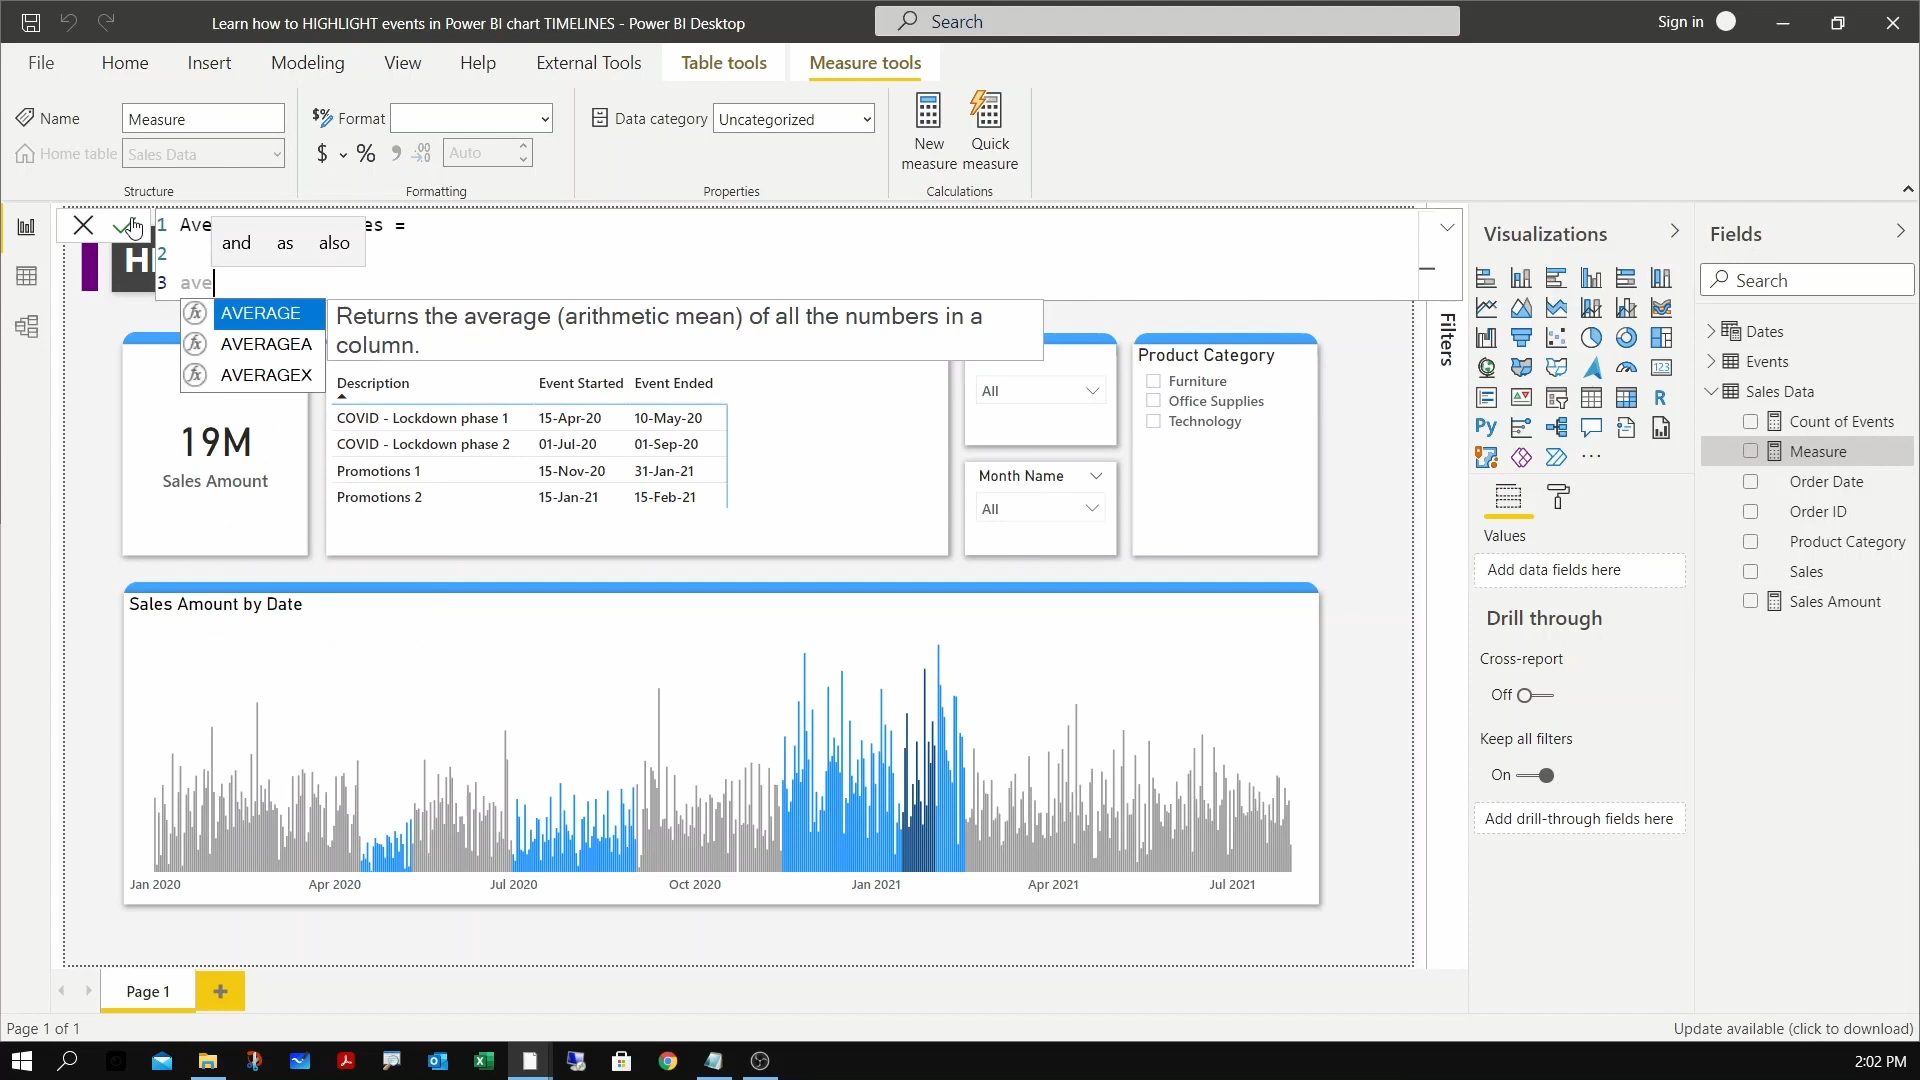 Learn how to HIGHLIGHT events in Power BI chart TIMELINES - Power BI Desktop
Search
Sign in
File Home Insert Modeling View Help External Tools Table tools Measure tools
Name Measure
Home table Sales Data
Structure
Format
$ % Auto
Formatting
Data category Uncategorized
Properties
New measure
Quick measure
Calculations
1 Ave es =
2
3 ave
and as also
AVERAGE
AVERAGEA
AVERAGEX
Returns the average (arithmetic mean) of all the numbers in a
column.
19M
Sales Amount
Description Event Started Event Ended
COVID - Lockdown phase 1 15-Apr-20 10-May-20
COVID - Lockdown phase 2 01-Jul-20 01-Sep-20
Promotions 1 15-Nov-20 31-Jan-21
Promotions 2 15-Jan-21 15-Feb-21
All
Month Name
All
Product Category
Furniture
Office Supplies
Technology
Sales Amount by Date
Jan 2020 Apr 2020 Jul 2020 Oct 2020 Jan 2021 Apr 2021 Jul 2021
Filters
Visualizations
Py R 123
Values
Add data fields here
Drill through
Cross-report
Off
Keep all filters
On
Add drill-through fields here
Fields
Search
Dates
Events
Sales Data
Count of Events
Measure
Order Date
Order ID
Product Category
Sales
Sales Amount
Page 1
Page 1 of 1
Update available (click to download)
2:02 PM